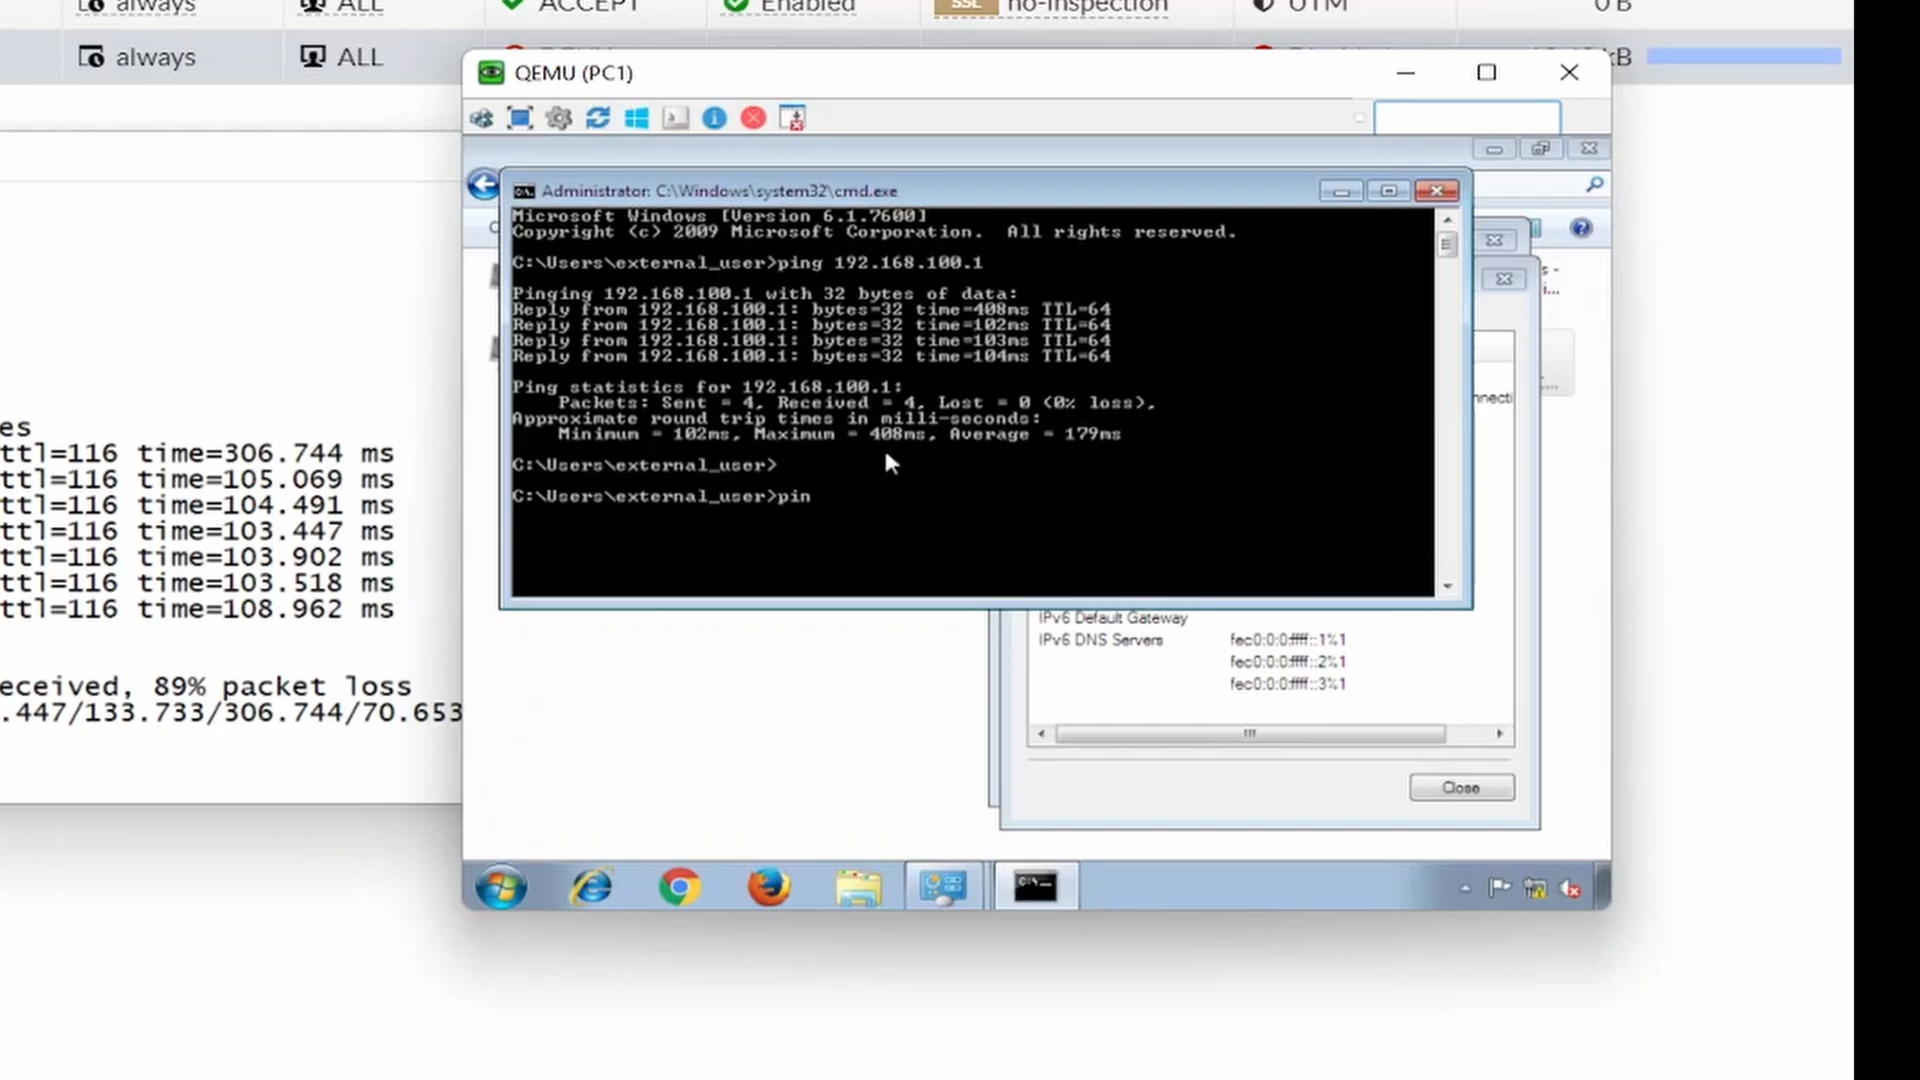 always ALL ACCEPT Enabled SSL no-inspection UTM 0 B
always ALL kB
QEMU (PC1)
Administrator: C:\Windows\system32\cmd.exe
Microsoft Windows [Version 6.1.7600]
Copyright (c) 2009 Microsoft Corporation. All rights reserved.
C:\Users\external_user>ping 192.168.100.1
Pinging 192.168.100.1 with 32 bytes of data:
Reply from 192.168.100.1: bytes=32 time=408ms TTL=64
Reply from 192.168.100.1: bytes=32 time=102ms TTL=64
Reply from 192.168.100.1: bytes=32 time=103ms TTL=64
Reply from 192.168.100.1: bytes=32 time=104ms TTL=64
Ping statistics for 192.168.100.1:
Packets: Sent = 4, Received = 4, Lost = 0 (0% loss),
Approximate round trip times in milli-seconds:
Minimum = 102ms, Maximum = 408ms, Average = 179ms
C:\Users\external_user>
C:\Users\external_user>pin
es
ttl=116 time=306.744 ms
ttl=116 time=105.069 ms
ttl=116 time=104.491 ms
ttl=116 time=103.447 ms
ttl=116 time=103.902 ms
ttl=116 time=103.518 ms
ttl=116 time=108.962 ms
eceived, 89% packet loss
.447/133.733/306.744/70.653
nnecti
IPv6 Default Gateway
IPv6 DNS Servers fec0:0:0:ffff::1%1
fec0:0:0:ffff::2%1
fec0:0:0:ffff::3%1
Close